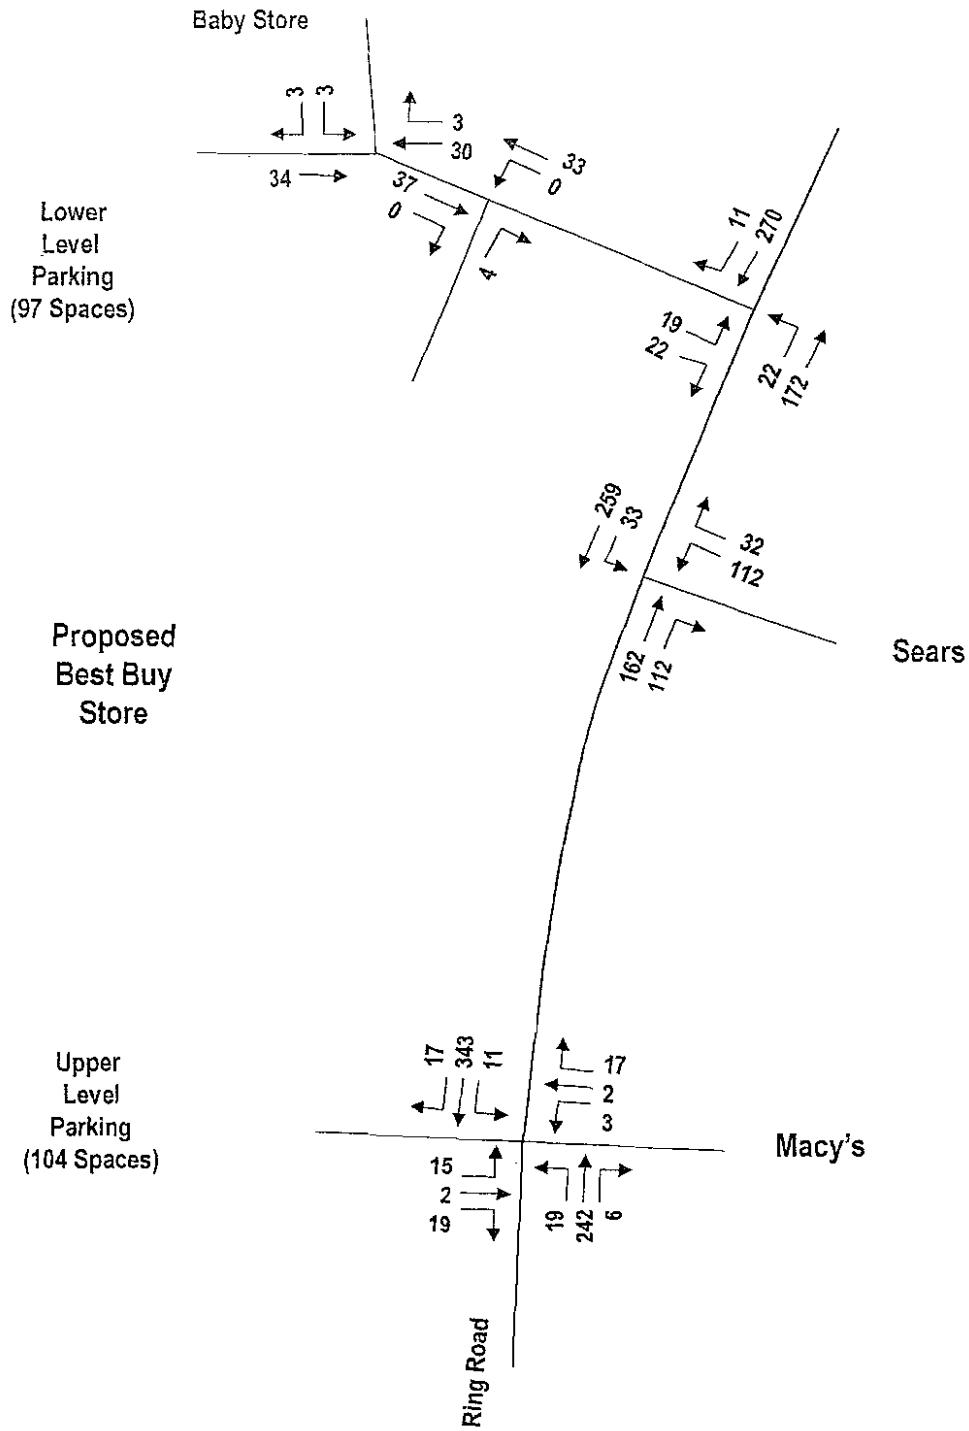 Baby Store
3
3
3
30
34
37
0
33
0
4
Lower
Level
Parking
(97 Spaces)
11
270
19
22
22
172
259
33
32
112
162
112
Sears
Proposed
Best Buy
Store
17
343
11
17
2
3
Upper
Level
Parking
(104 Spaces)
Macy's
15
2
19
19
242
6
Ring Road